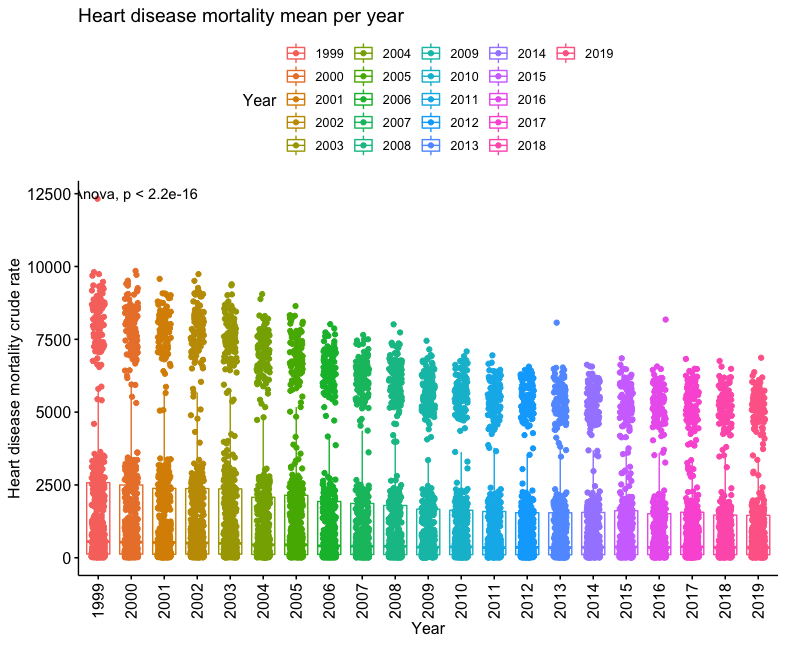 Heart disease mortality mean per year
Year
1999 2004 2009 2014 2019
2000 2005 2010 2015
2001 2006 2011 2016
2002 2007 2012 2017
2003 2008 2013 2018
12500
Anova, p < 2.2e-16
10000
7500
5000
2500
0
Heart disease mortality crude rate
1999 2000 2001 2002 2003 2004 2005 2006 2007 2008 2009 2010 2011 2012 2013 2014 2015 2016 2017 2018 2019
Year